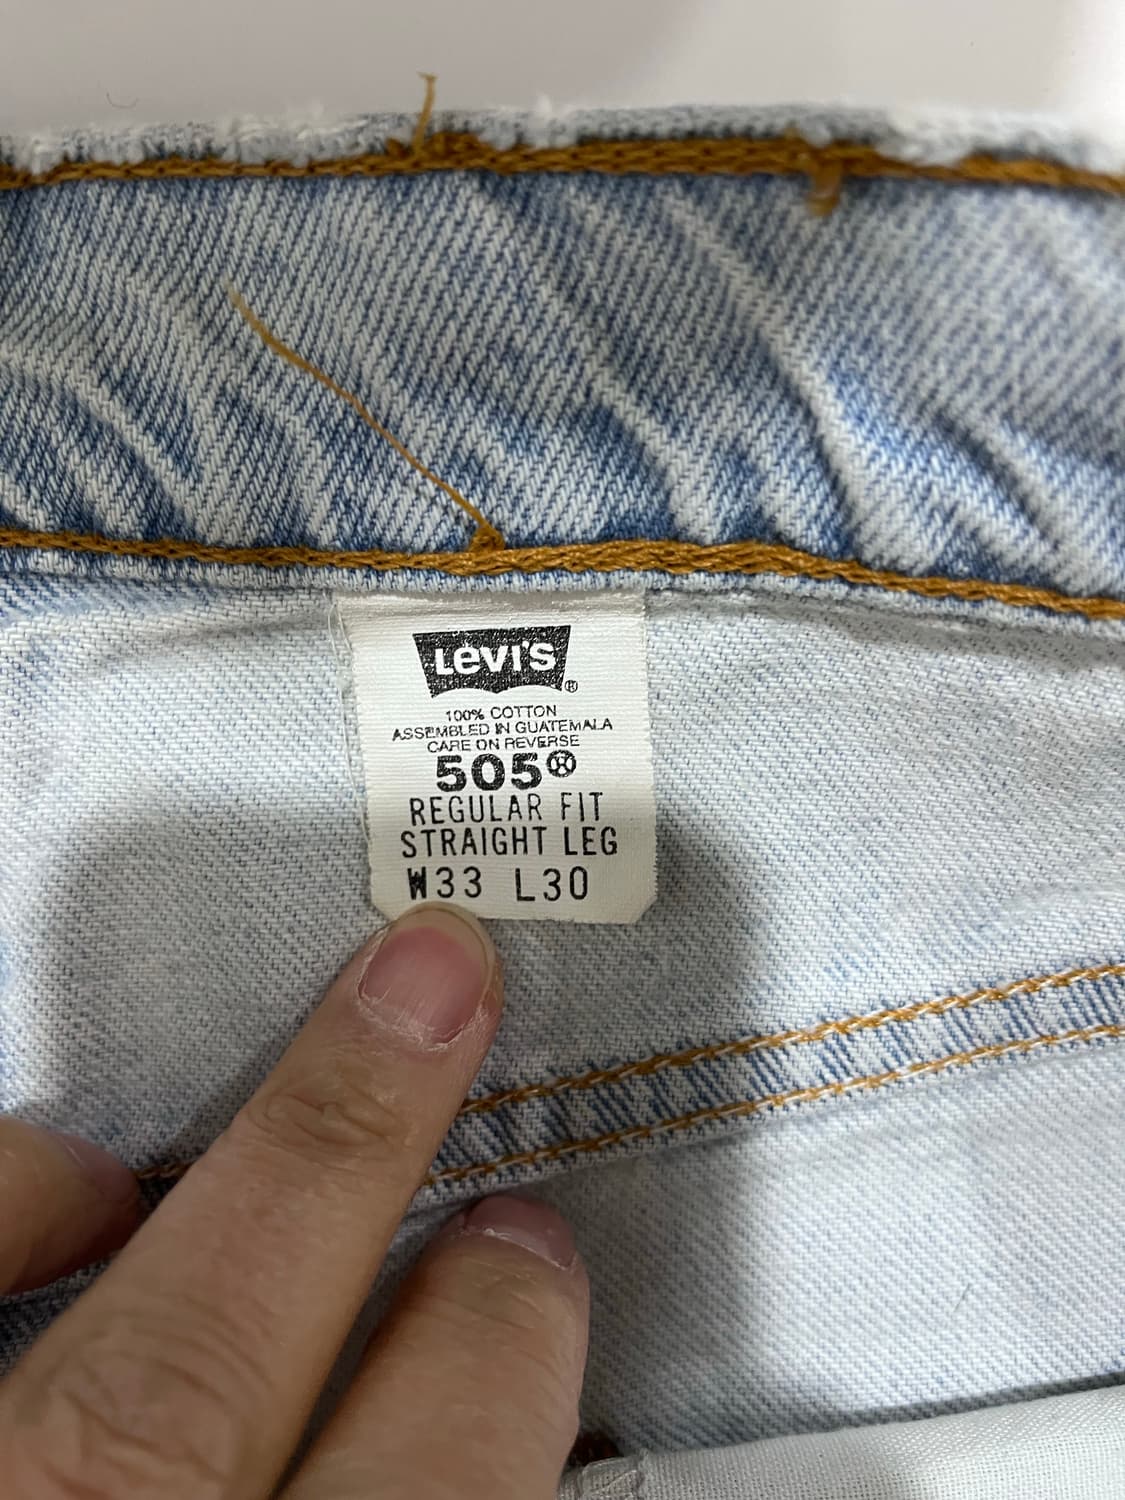 LEVI'S ®
100% COTTON
ASSEMBLED IN GUATEMALA
CARE ON REVERSE
505®
REGULAR FIT
STRAIGHT LEG
W33 L30